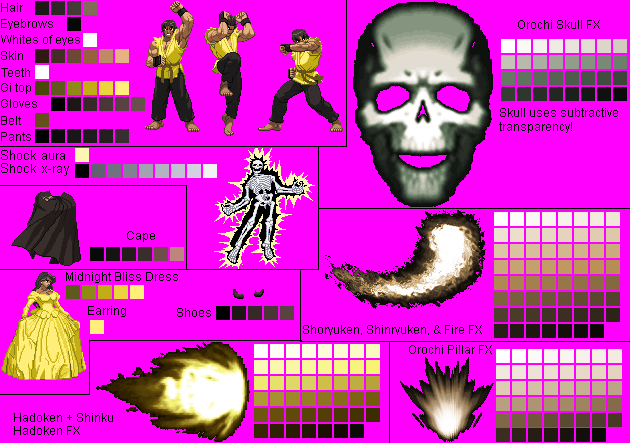 Hair
Eyebrows
Whites of eyes
Skin
Teeth
Gi top
Gloves
Belt
Pants
Orochi Skull FX
Skull uses subtractive
transparency!
Shock aura
Shock x-ray
Cape
Midnight Bliss Dress
Earring
Shoes
Shoryuken, Shinryuken, & Fire FX
Orochi Pillar FX
Hadoken + Shinku
Hadoken FX